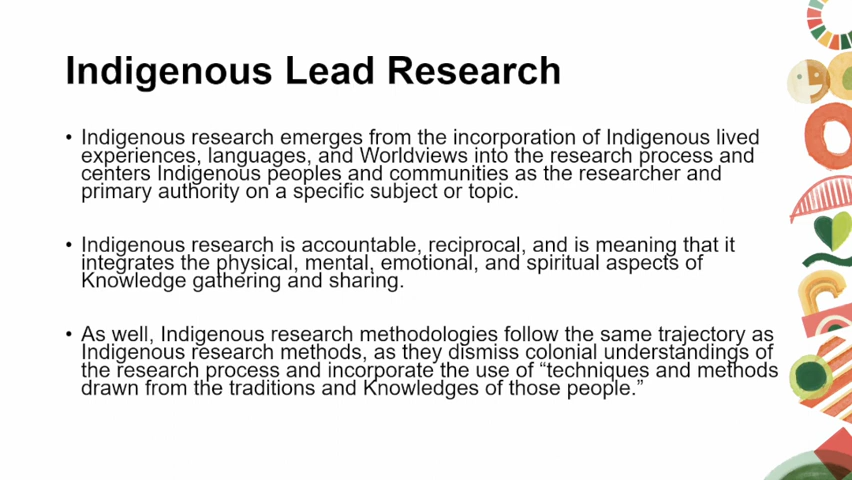 Indigenous Lead Research
• Indigenous research emerges from the incorporation of Indigenous lived
experiences, languages, and Worldviews into the research process and
centers Indigenous peoples and communities as the researcher and
primary authority on a specific subject or topic.
• Indigenous research is accountable, reciprocal, and is meaning that it
integrates the physical, mental, emotional, and spiritual aspects of
Knowledge gathering and sharing.
• As well, Indigenous research methodologies follow the same trajectory as
Indigenous research methods, as they dismiss colonial understandings of
the research process and incorporate the use of “techniques and methods
drawn from the traditions and Knowledges of those people.”